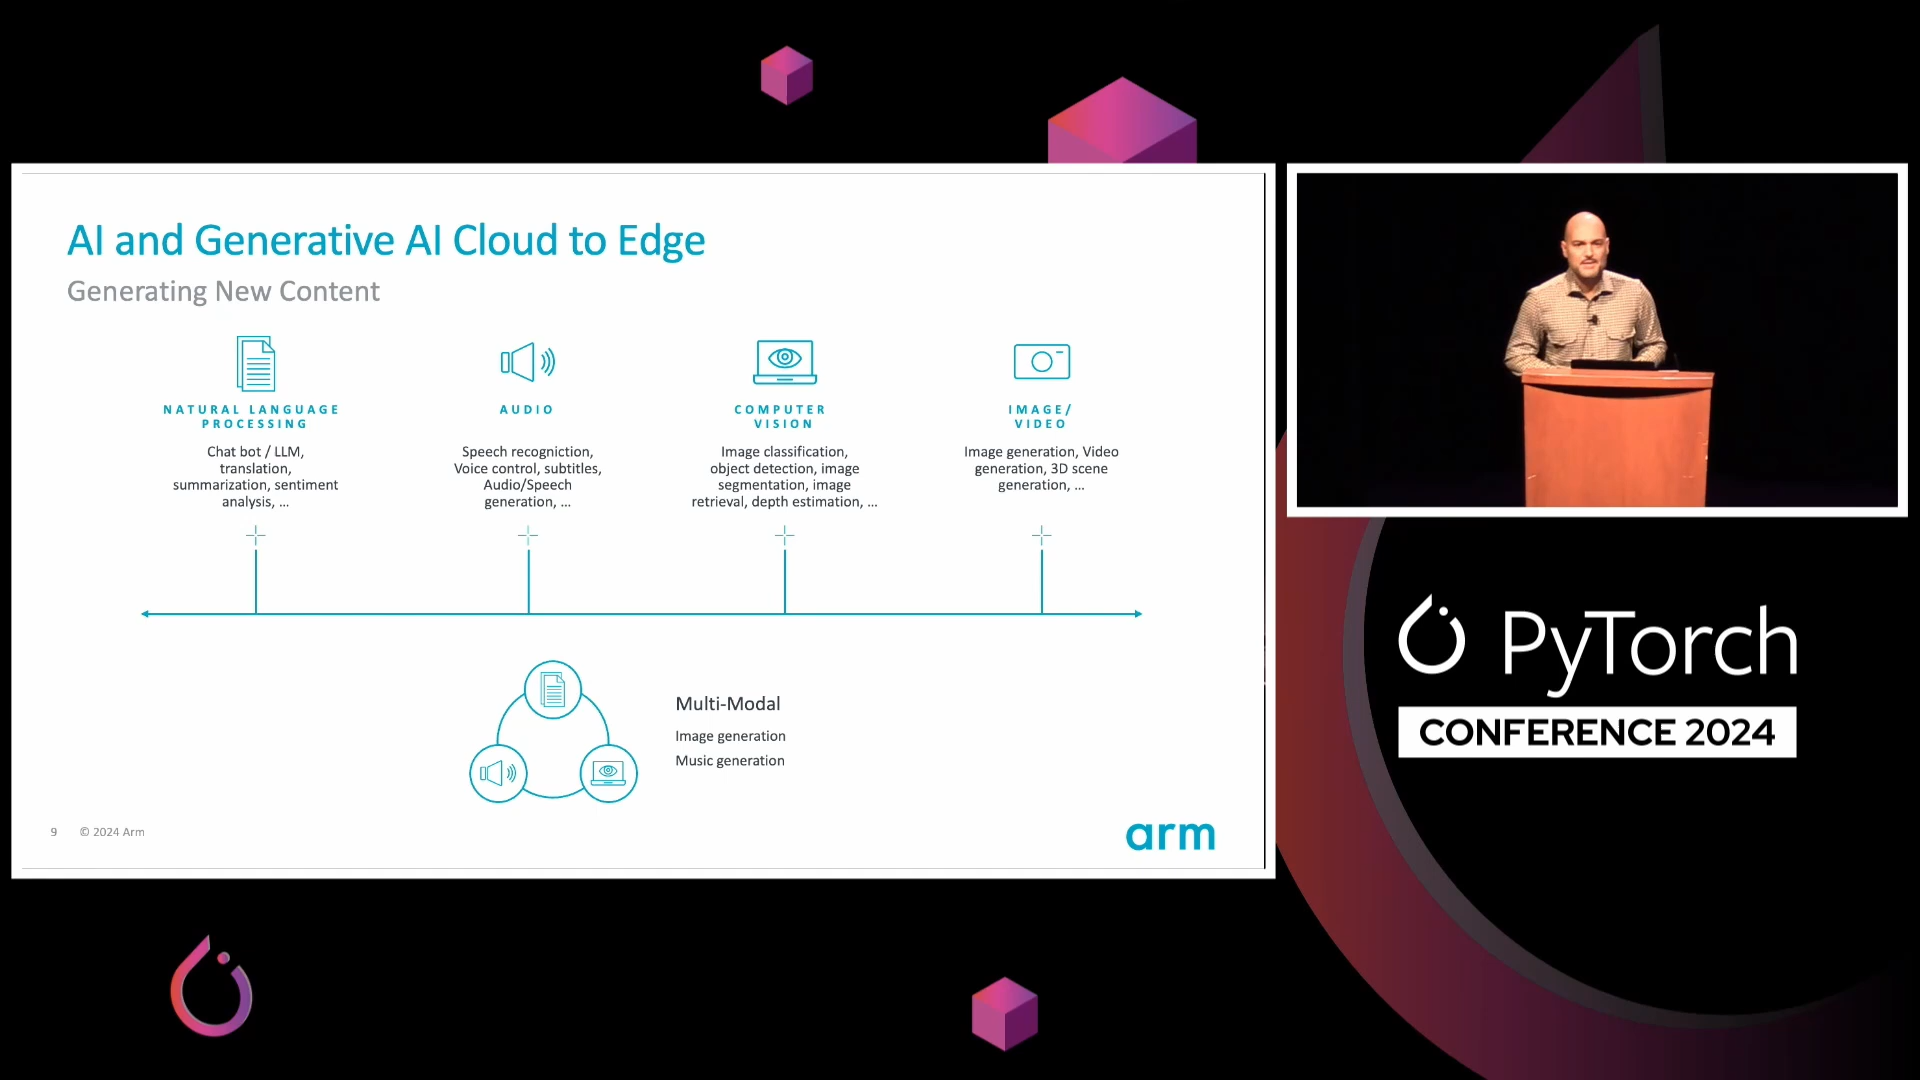 AI and Generative AI Cloud to Edge
Generating New Content
NATURAL LANGUAGE
PROCESSING
Chat bot / LLM,
translation,
summarization, sentiment
analysis, ...
AUDIO
Speech recogniction,
Voice control, subtitles,
Audio/Speech
generation, ...
COMPUTER
VISION
Image classification,
object detection, image
segmentation, image
retrieval, depth estimation, ...
IMAGE/
VIDEO
Image generation, Video
generation, 3D scene
generation, ...
Multi-Modal
Image generation
Music generation
9 © 2024 Arm
arm
PyTorch
CONFERENCE 2024